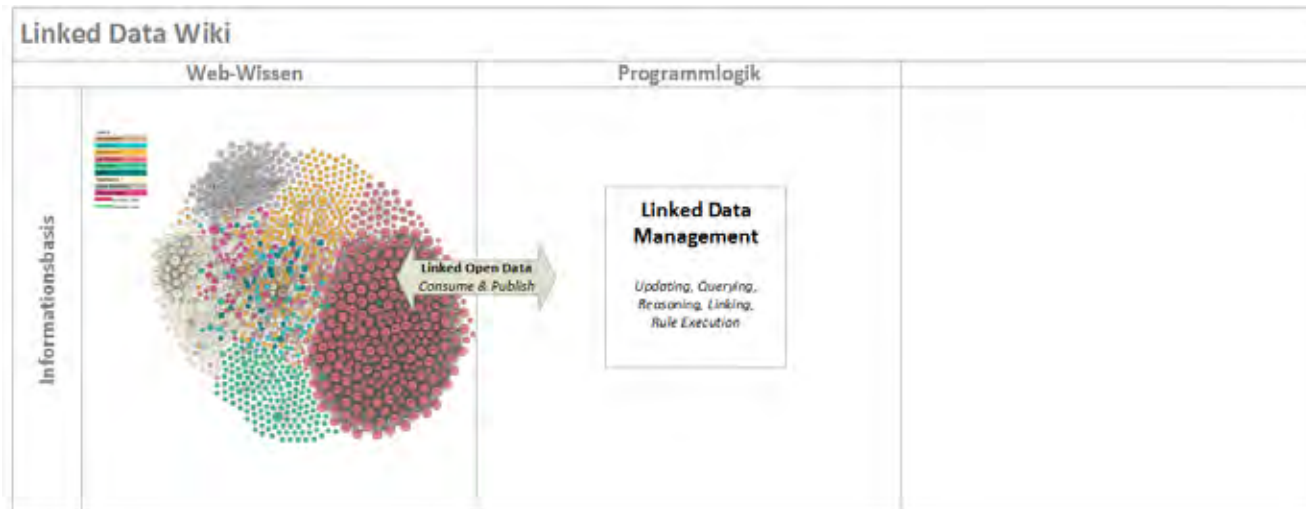 Linked Data Wiki
Web-Wissen
Programmlogik
Informationsbasis
Linked Open Data
Consume & Publish
Linked Data
Management
Updating, Querying,
Reasoning, Linking,
Rule Execution